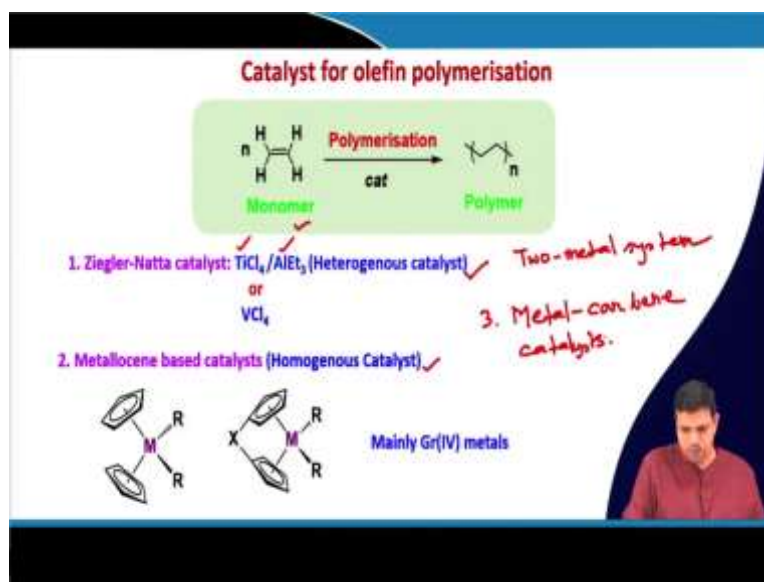 Catalyst for olefin polymerisation
n H H H H Polymerisation cat n
Monomer Polymer
1. Ziegler-Natta catalyst: TiCl4/AlEt3 (Heterogenous catalyst) Two-metal system
or
VCl4
3. Metal-carbene
catalysts.
2. Metallocene based catalysts (Homogenous Catalyst)
M R R X M R R Mainly Gr(IV) metals